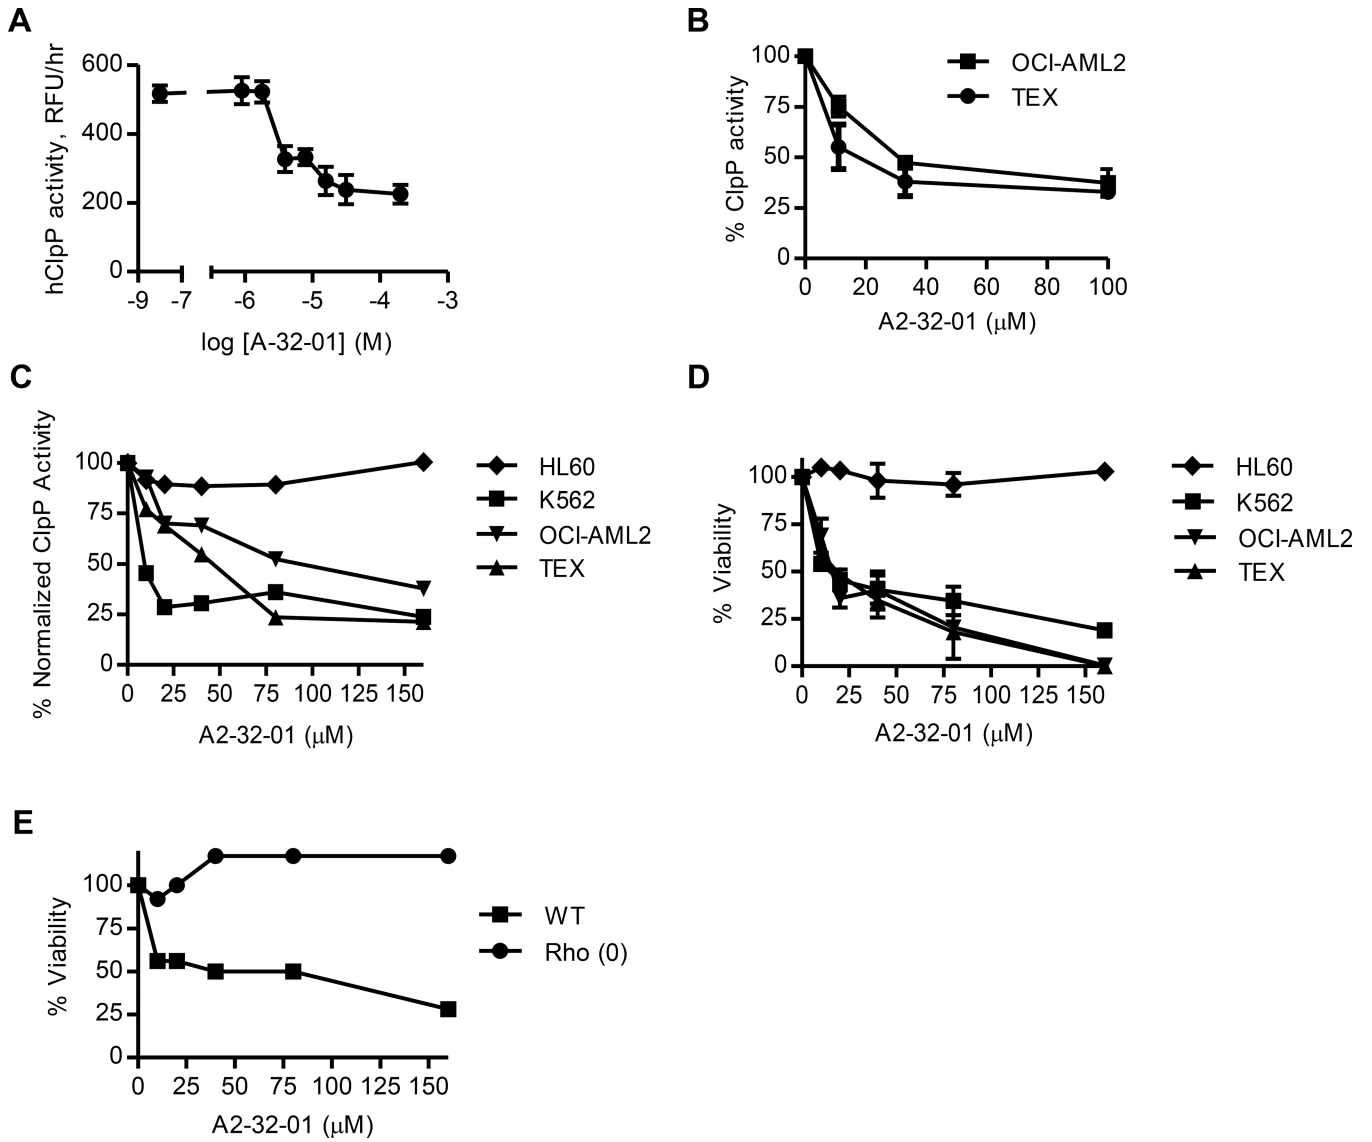 A
hClpP activity, RFU/hr
600
400
200
0
-9
-7
-6
-5
-4
-3
log [A-32-01] (M)
B
% ClpP activity
100
75
50
25
0
0
20
40
60
80
100
A2-32-01 (μM)
OCI-AML2
TEX
C
% Normalized ClpP Activity
100
75
50
25
0
0
25
50
75
100
125
150
A2-32-01 (μM)
HL60
K562
OCI-AML2
TEX
D
% Viability
100
75
50
25
0
0
25
50
75
100
125
150
A2-32-01 (μM)
HL60
K562
OCI-AML2
TEX
E
% Viability
100
75
50
25
0
0
25
50
75
100
125
150
A2-32-01 (μM)
WT
Rho (0)